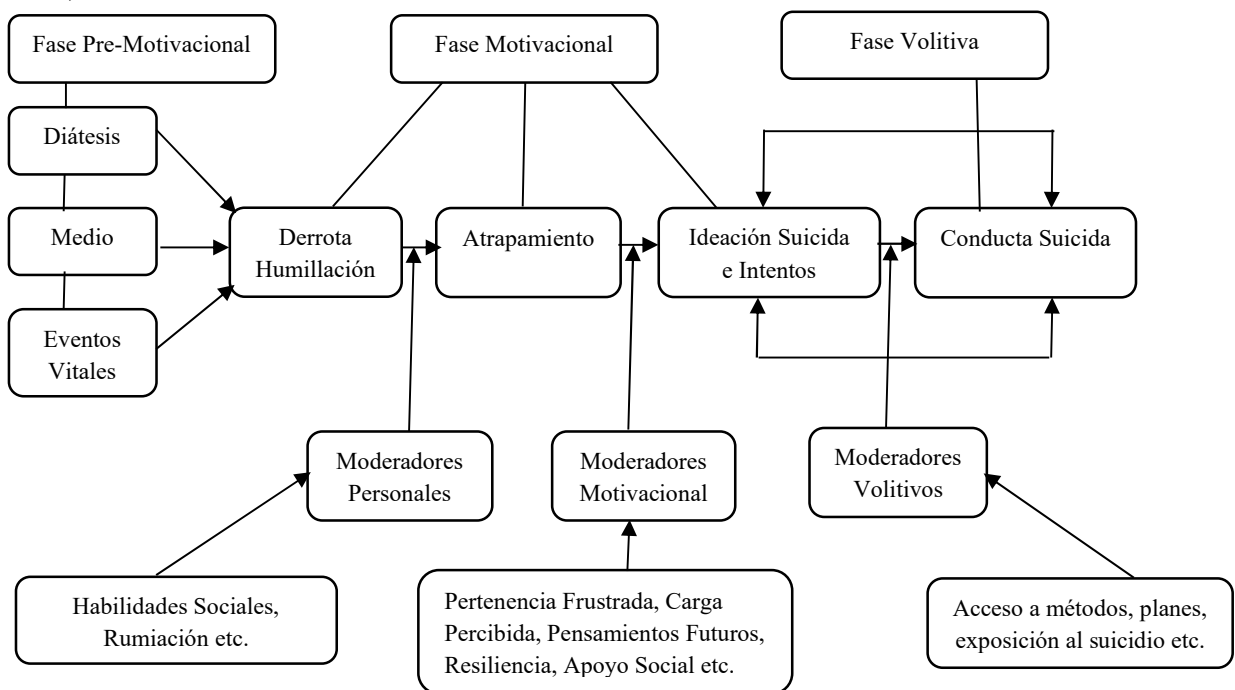 Fase Pre-Motivacional
Fase Motivacional
Fase Volitiva
Diátesis
Medio
Eventos
Vitales
Derrota
Humillación
Atrapamiento
Ideación Suicida
e Intentos
Conducta Suicida
Moderadores
Personales
Moderadores
Motivacional
Moderadores
Volitivos
Habilidades Sociales,
Rumiación etc.
Pertenencia Frustrada, Carga
Percibida, Pensamientos Futuros,
Resiliencia, Apoyo Social etc.
Acceso a métodos, planes,
exposición al suicidio etc.